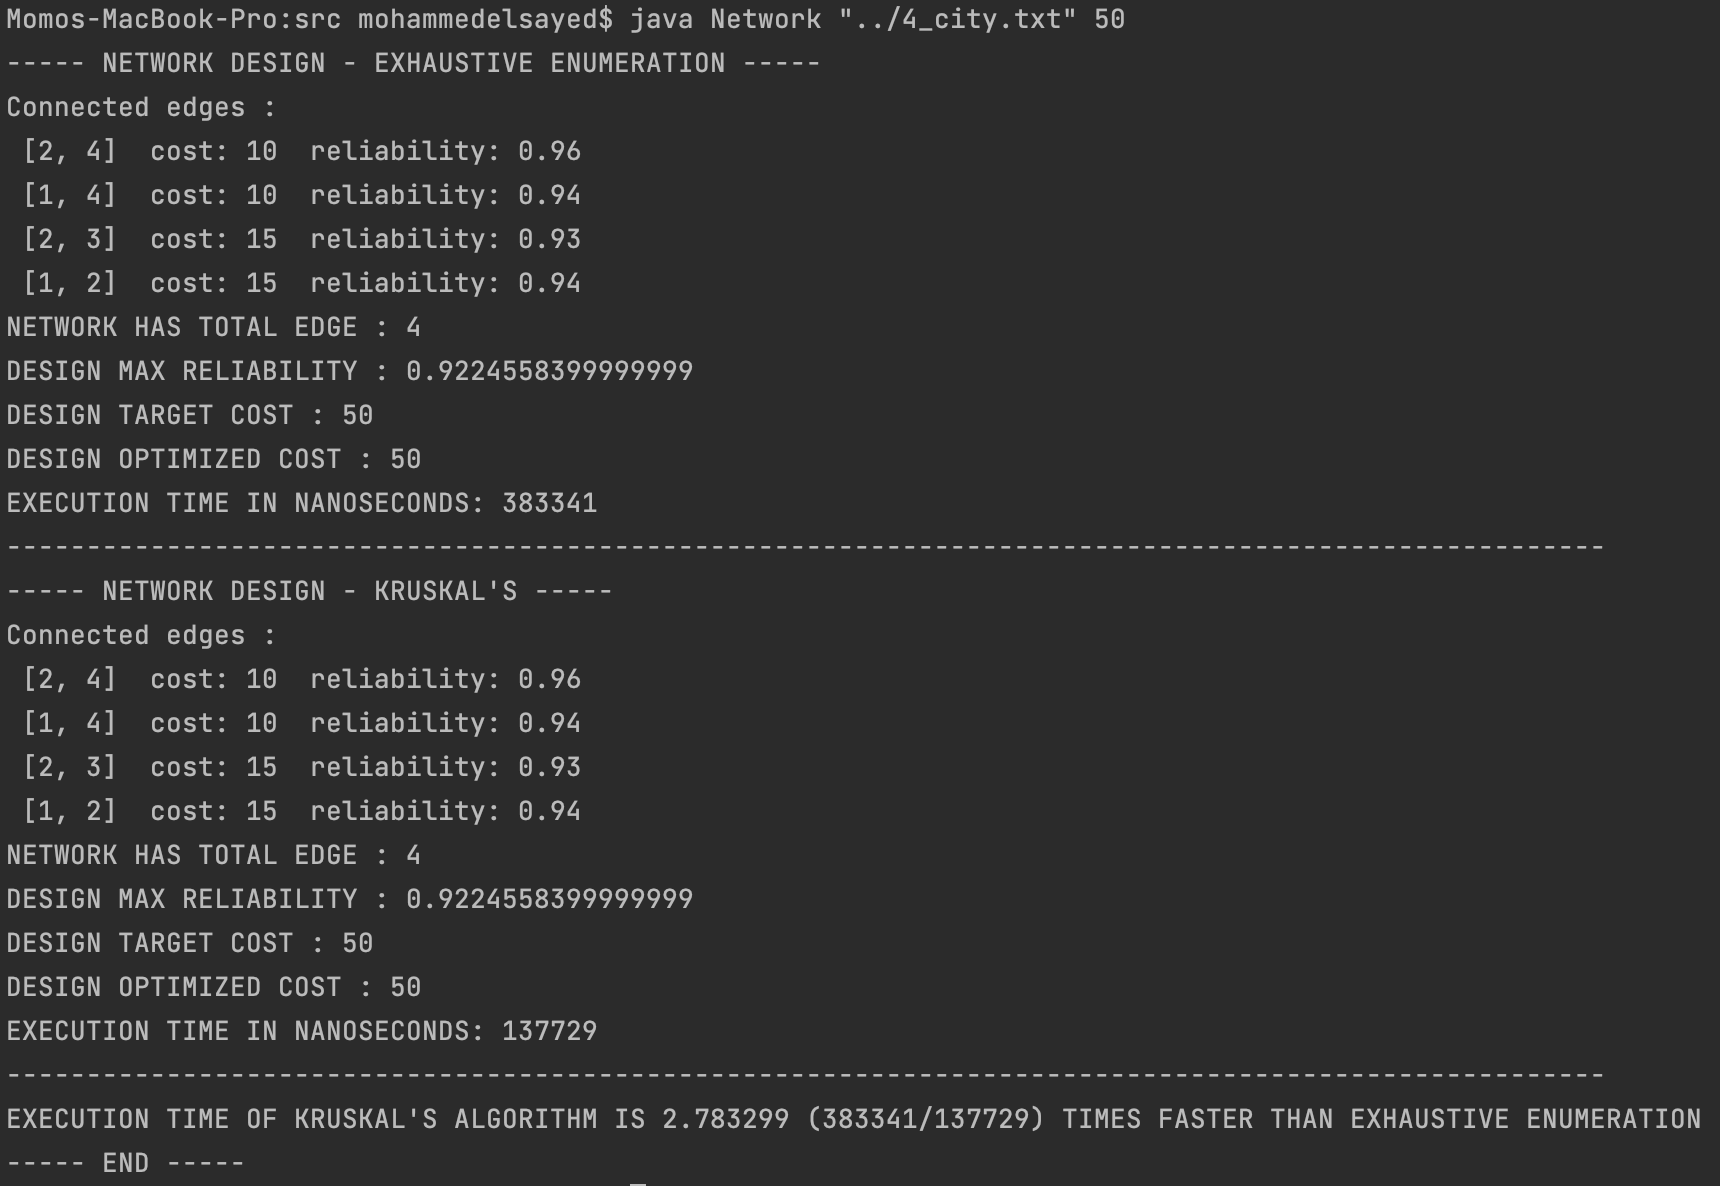 Momos-MacBook-Pro:src mohammedelsayed$ java Network "../4_city.txt" 50
----- NETWORK DESIGN - EXHAUSTIVE ENUMERATION -----
Connected edges :
 [2, 4]  cost: 10  reliability: 0.96
 [1, 4]  cost: 10  reliability: 0.94
 [2, 3]  cost: 15  reliability: 0.93
 [1, 2]  cost: 15  reliability: 0.94
NETWORK HAS TOTAL EDGE : 4
DESIGN MAX RELIABILITY : 0.9224558399999999
DESIGN TARGET COST : 50
DESIGN OPTIMIZED COST : 50
EXECUTION TIME IN NANOSECONDS: 383341
----------------------------------------------------------------------------------------------------
----- NETWORK DESIGN - KRUSKAL'S -----
Connected edges :
 [2, 4]  cost: 10  reliability: 0.96
 [1, 4]  cost: 10  reliability: 0.94
 [2, 3]  cost: 15  reliability: 0.93
 [1, 2]  cost: 15  reliability: 0.94
NETWORK HAS TOTAL EDGE : 4
DESIGN MAX RELIABILITY : 0.9224558399999999
DESIGN TARGET COST : 50
DESIGN OPTIMIZED COST : 50
EXECUTION TIME IN NANOSECONDS: 137729
----------------------------------------------------------------------------------------------------
EXECUTION TIME OF KRUSKAL'S ALGORITHM IS 2.783299 (383341/137729) TIMES FASTER THAN EXHAUSTIVE ENUMERATION
----- END -----